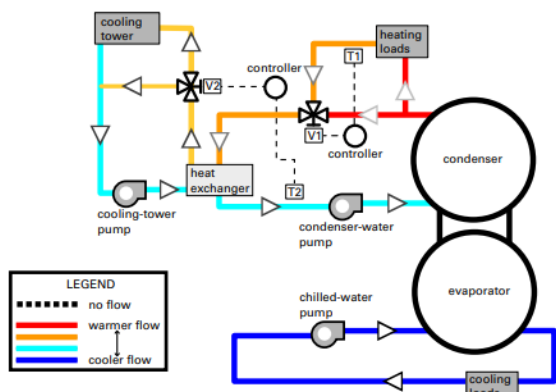 cooling
tower
V2
controller
T1
heating
loads
V1
controller
condenser
heat
exchanger
T2
cooling-tower
pump
condenser-water
pump
LEGEND
no flow
warmer flow
cooler flow
evaporator
chilled-water
pump
cooling
loads